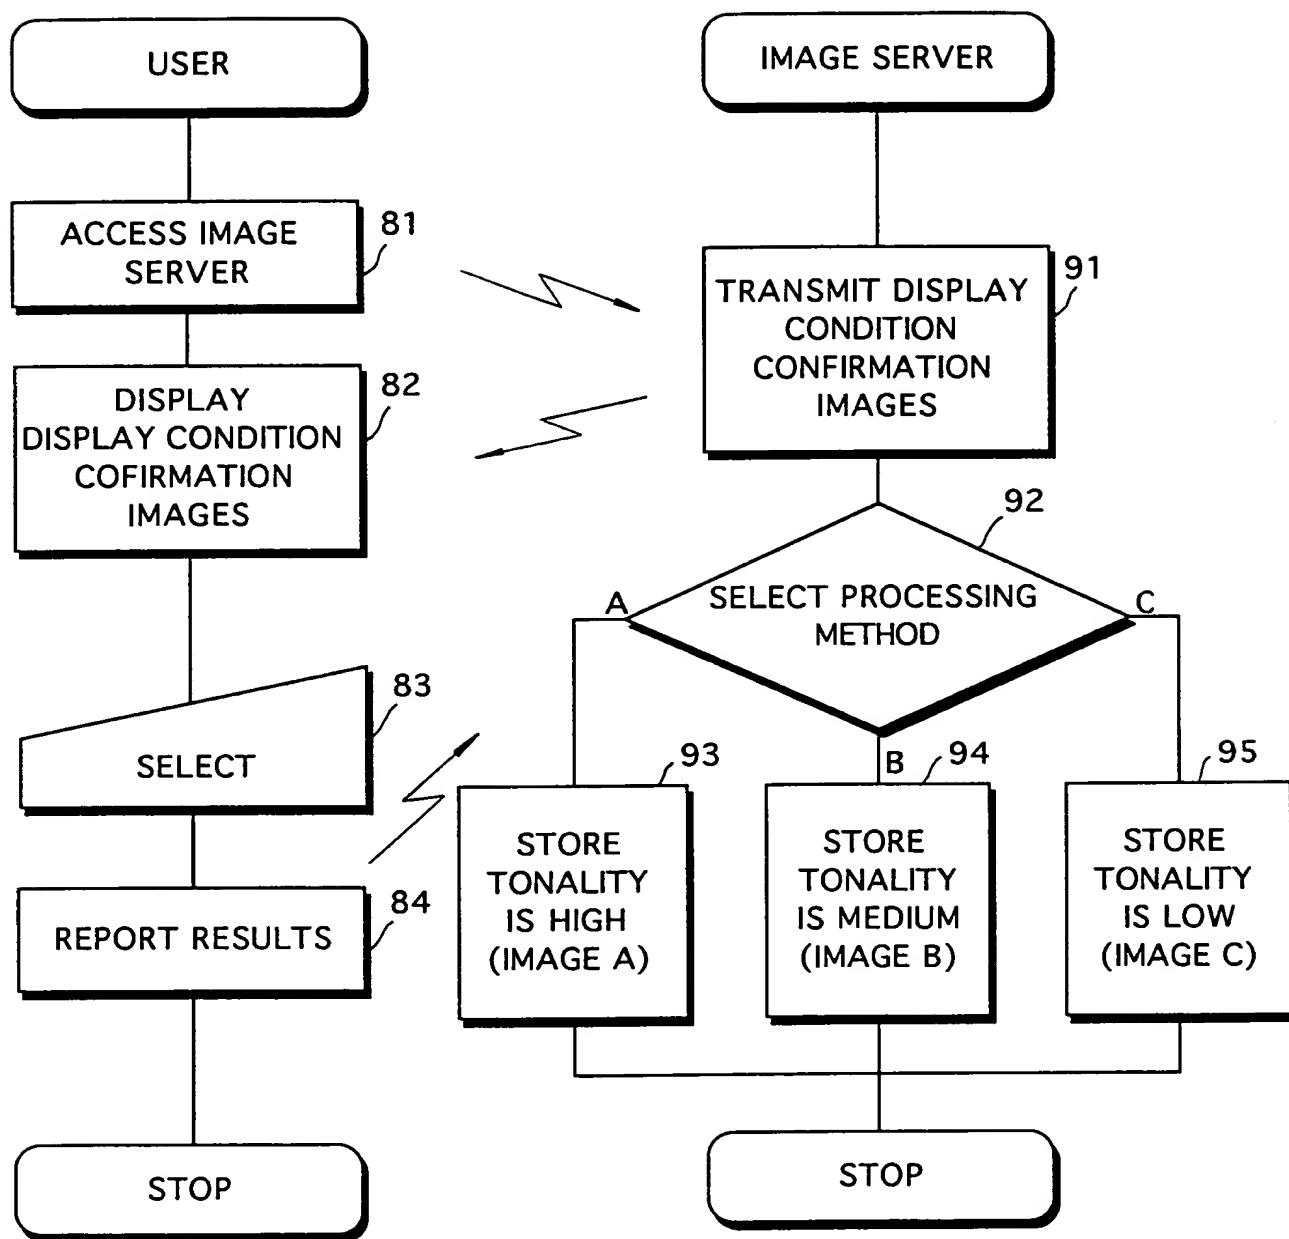 USER
ACCESS IMAGE
SERVER
81
DISPLAY
DISPLAY CONDITION
COFIRMATION
IMAGES
82
SELECT
83
REPORT RESULTS
84
STOP
IMAGE SERVER
TRANSMIT DISPLAY
CONDITION
CONFIRMATION
IMAGES
91
92
SELECT PROCESSING
METHOD
A
B
C
93
STORE
TONALITY
IS HIGH
(IMAGE A)
94
STORE
TONALITY
IS MEDIUM
(IMAGE B)
95
STORE
TONALITY
IS LOW
(IMAGE C)
STOP